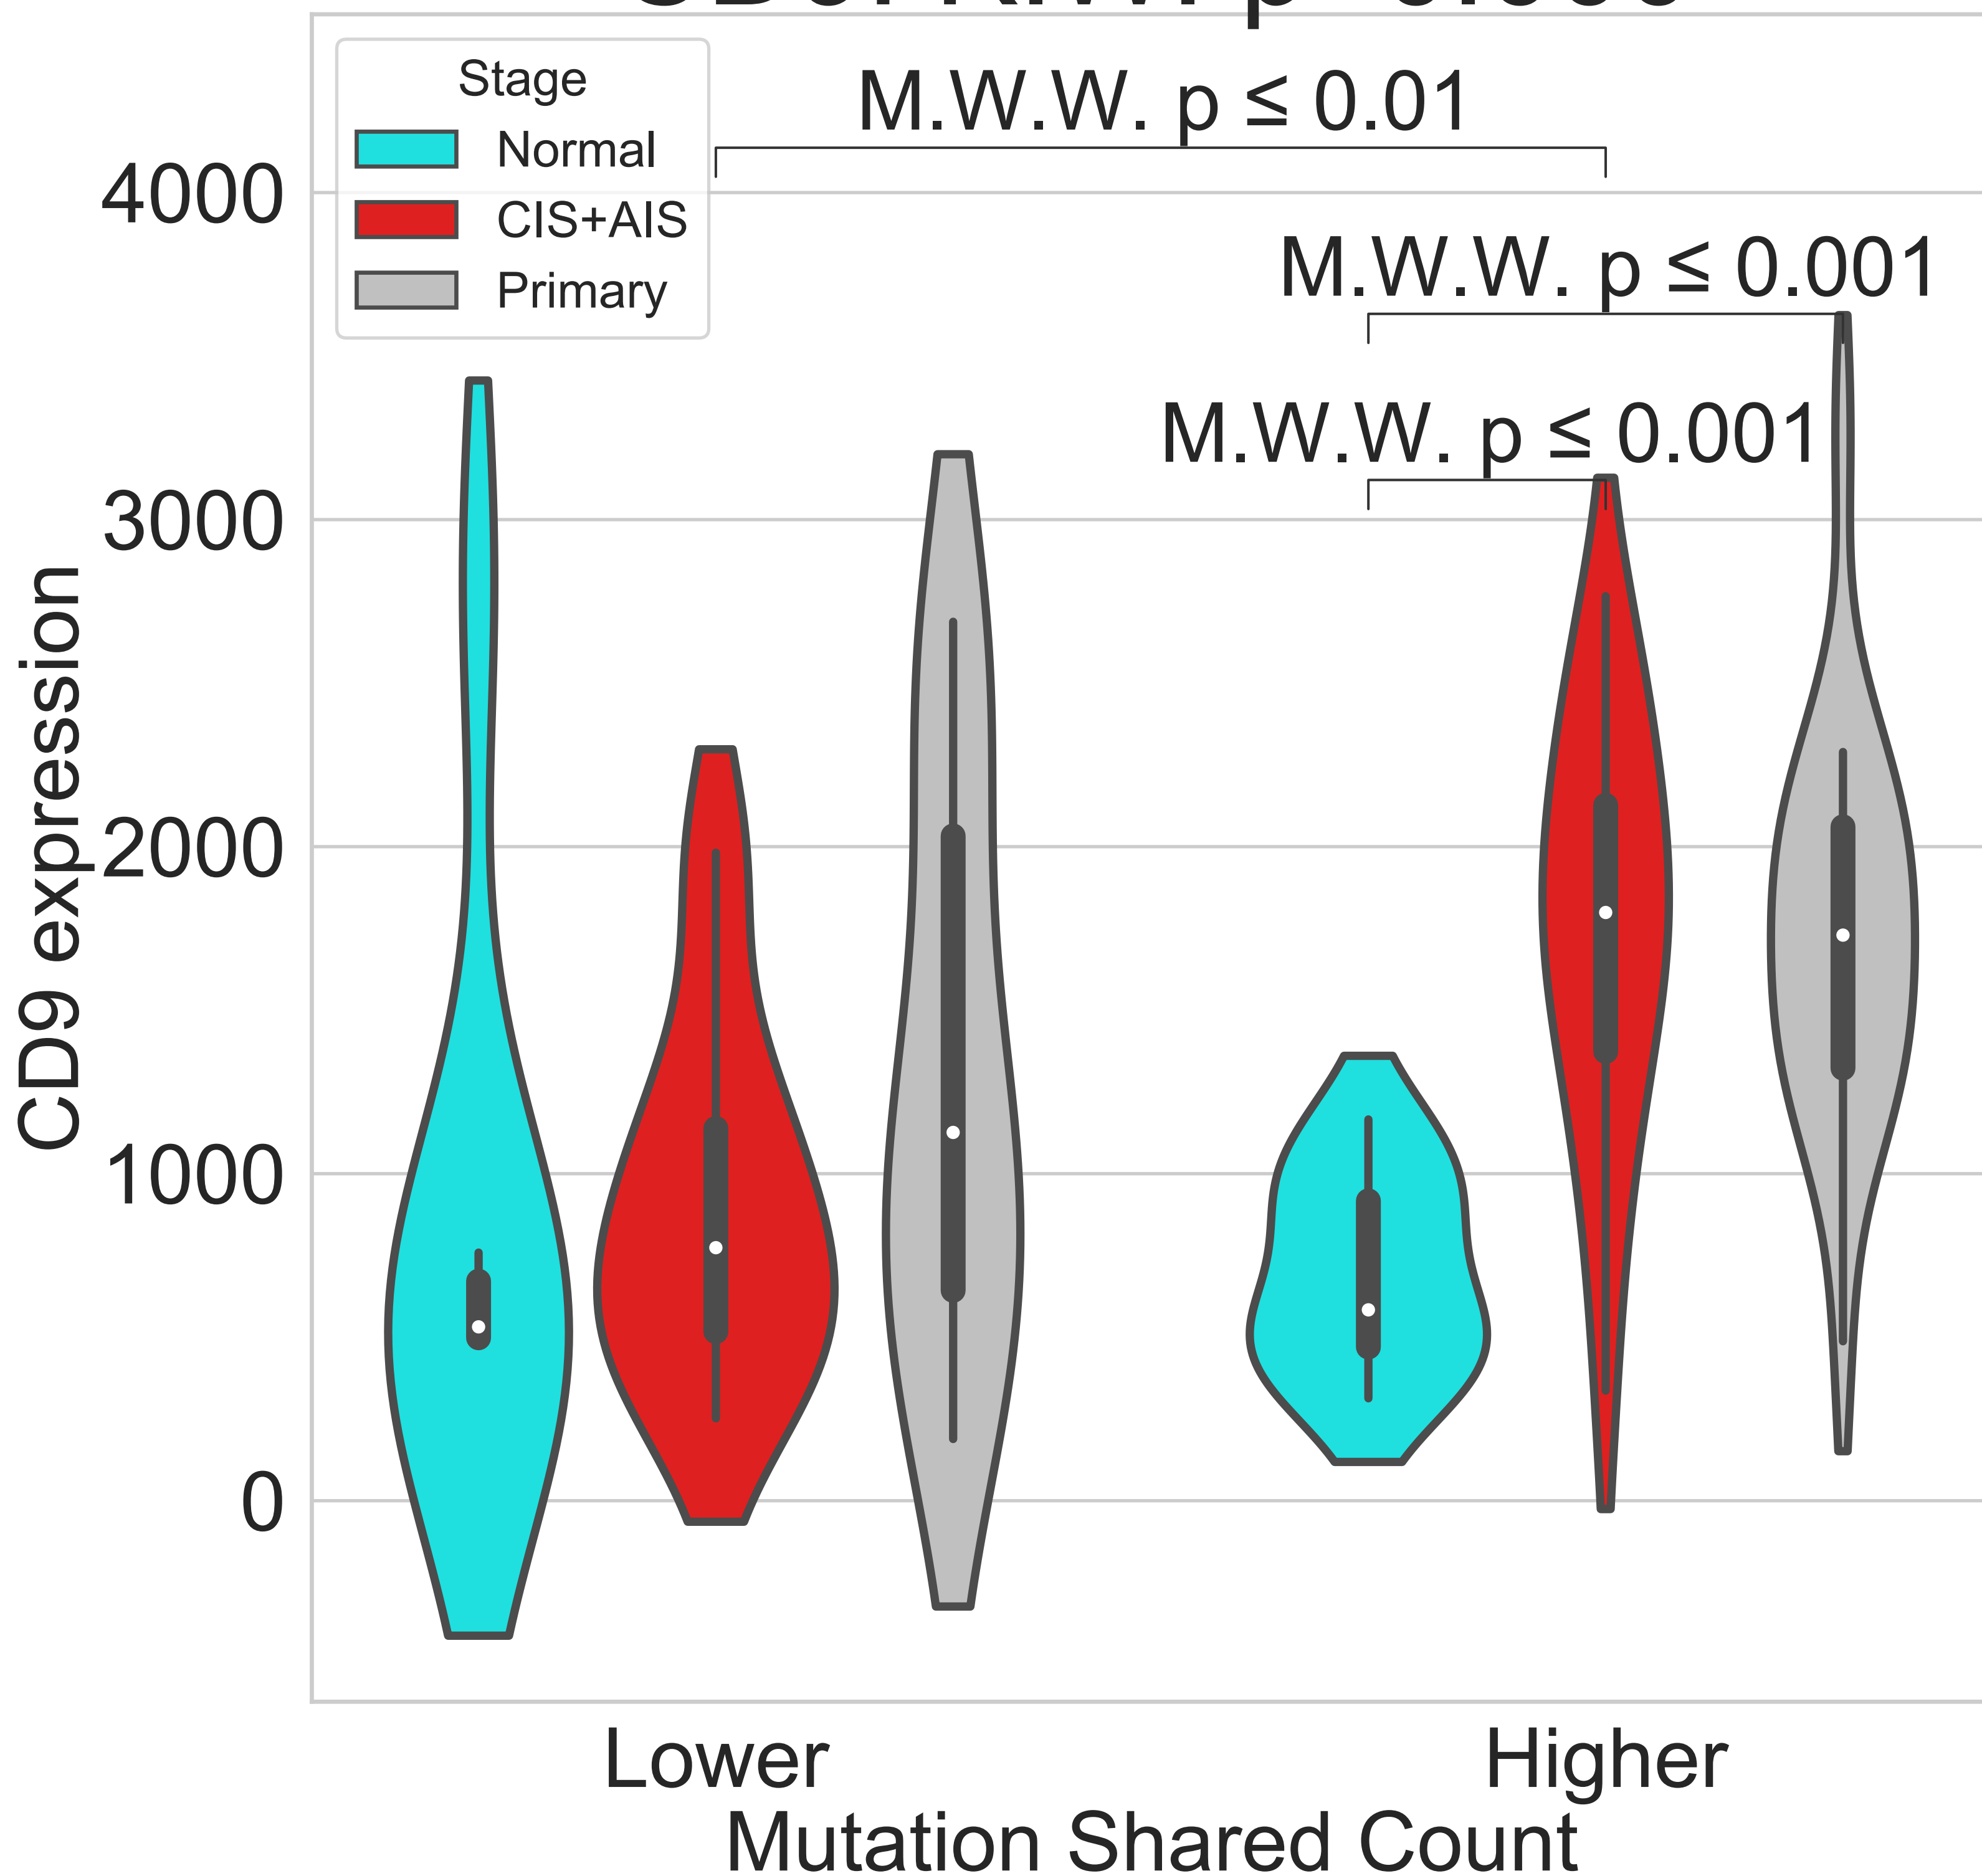 Stage
Normal
CIS+AIS
Primary
M.W.W. p ≤ 0.01
M.W.W. p ≤ 0.001
M.W.W. p ≤ 0.001
4000
3000
2000
1000
0
CD9 expression
Lower
Higher
Mutation Shared Count